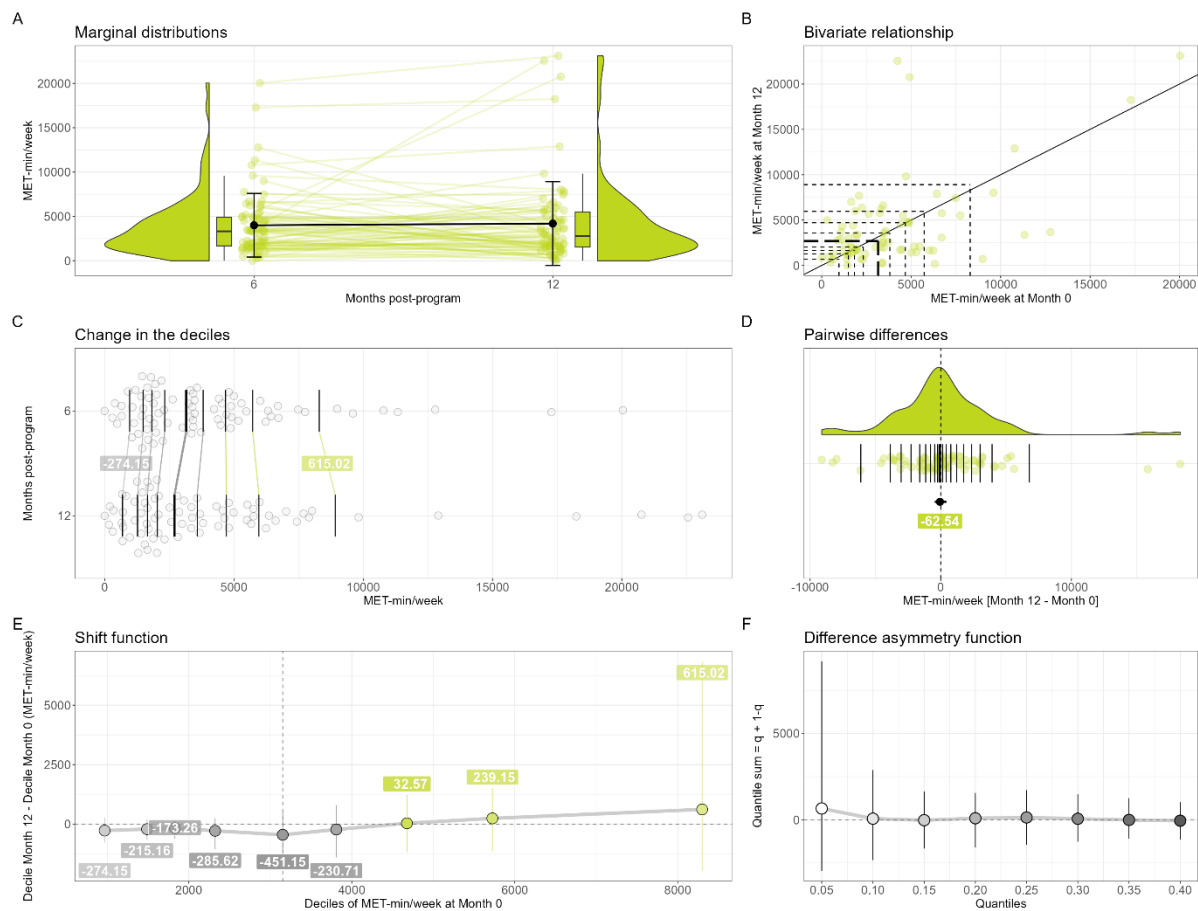 A
Marginal distributions
MET-min/week
20000
15000
10000
5000
0
6
12
Months post-program
B
Bivariate relationship
MET-min/week at Month 12
20000
15000
10000
5000
0
0
5000
10000
15000
20000
MET-min/week at Month 0
C
Change in the deciles
Months post-program
6
12
-274.15
615.02
0
5000
10000
15000
20000
MET-min/week
D
Pairwise differences
-62.54
-10000
0
10000
MET-min/week [Month 12 - Month 0]
E
Shift function
Decile Month 12 - Decile Month 0 (MET-min/week)
5000
2500
0
-274.15
-215.16
-173.26
-285.62
-451.15
-230.71
32.57
239.15
615.02
2000
4000
6000
8000
Deciles of MET-min/week at Month 0
F
Difference asymmetry function
Quantile sum = q + 1-q
5000
0
0.05
0.10
0.15
0.20
0.25
0.30
0.35
0.40
Quantiles